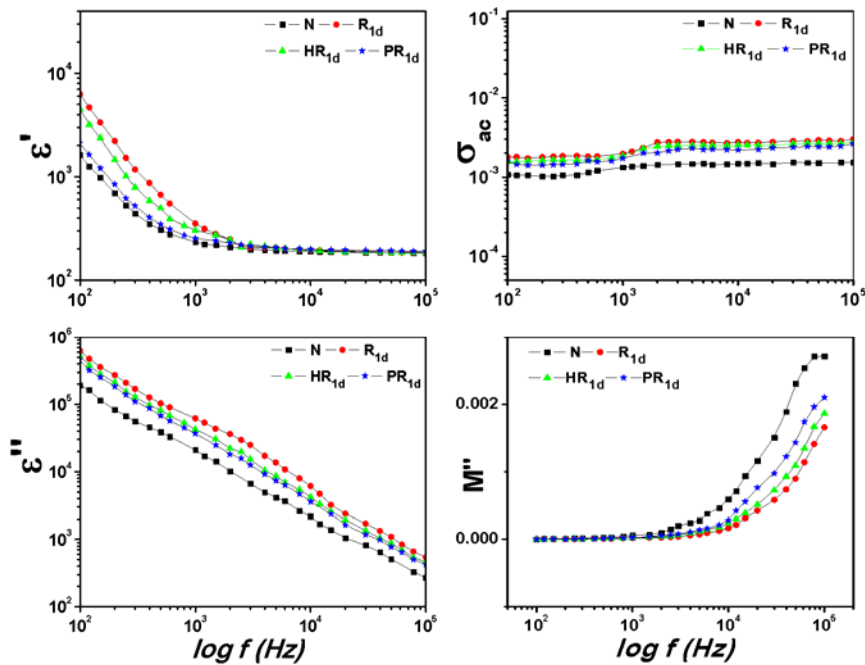 N R1d
HR1d PR1d
ε'
10^4
10^3
10^2
10^2 10^3 10^4 10^5
N R1d
HR1d PR1d
σac
10^-1
10^-2
10^-3
10^-4
10^2 10^3 10^4 10^5
N R1d
HR1d PR1d
ε''
10^6
10^5
10^4
10^3
10^2
10^2 10^3 10^4 10^5
log f (Hz)
N R1d
HR1d PR1d
M''
0.002
0.000
10^2 10^3 10^4 10^5
log f (Hz)